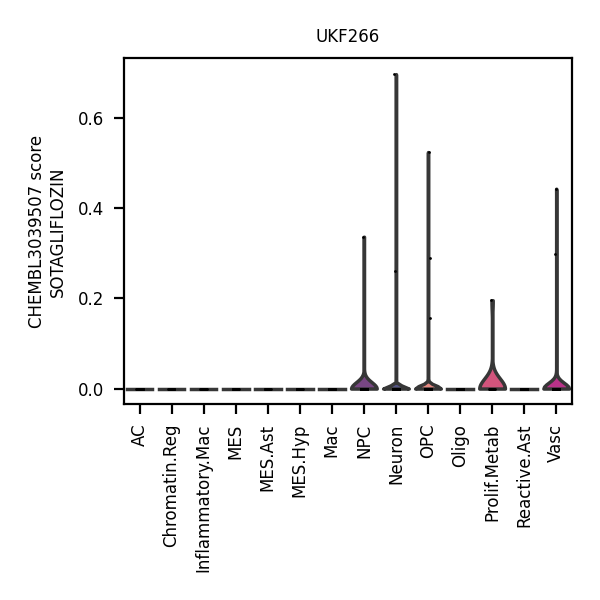 UKF266
CHEMBL3039507 score
SOTAGLIFLOZIN
0.6
0.4
0.2
0.0
AC
Chromatin.Reg
Inflammatory.Mac
MES
MES.Ast
MES.Hyp
Mac
NPC
Neuron
OPC
Oligo
Prolif.Metab
Reactive.Ast
Vasc